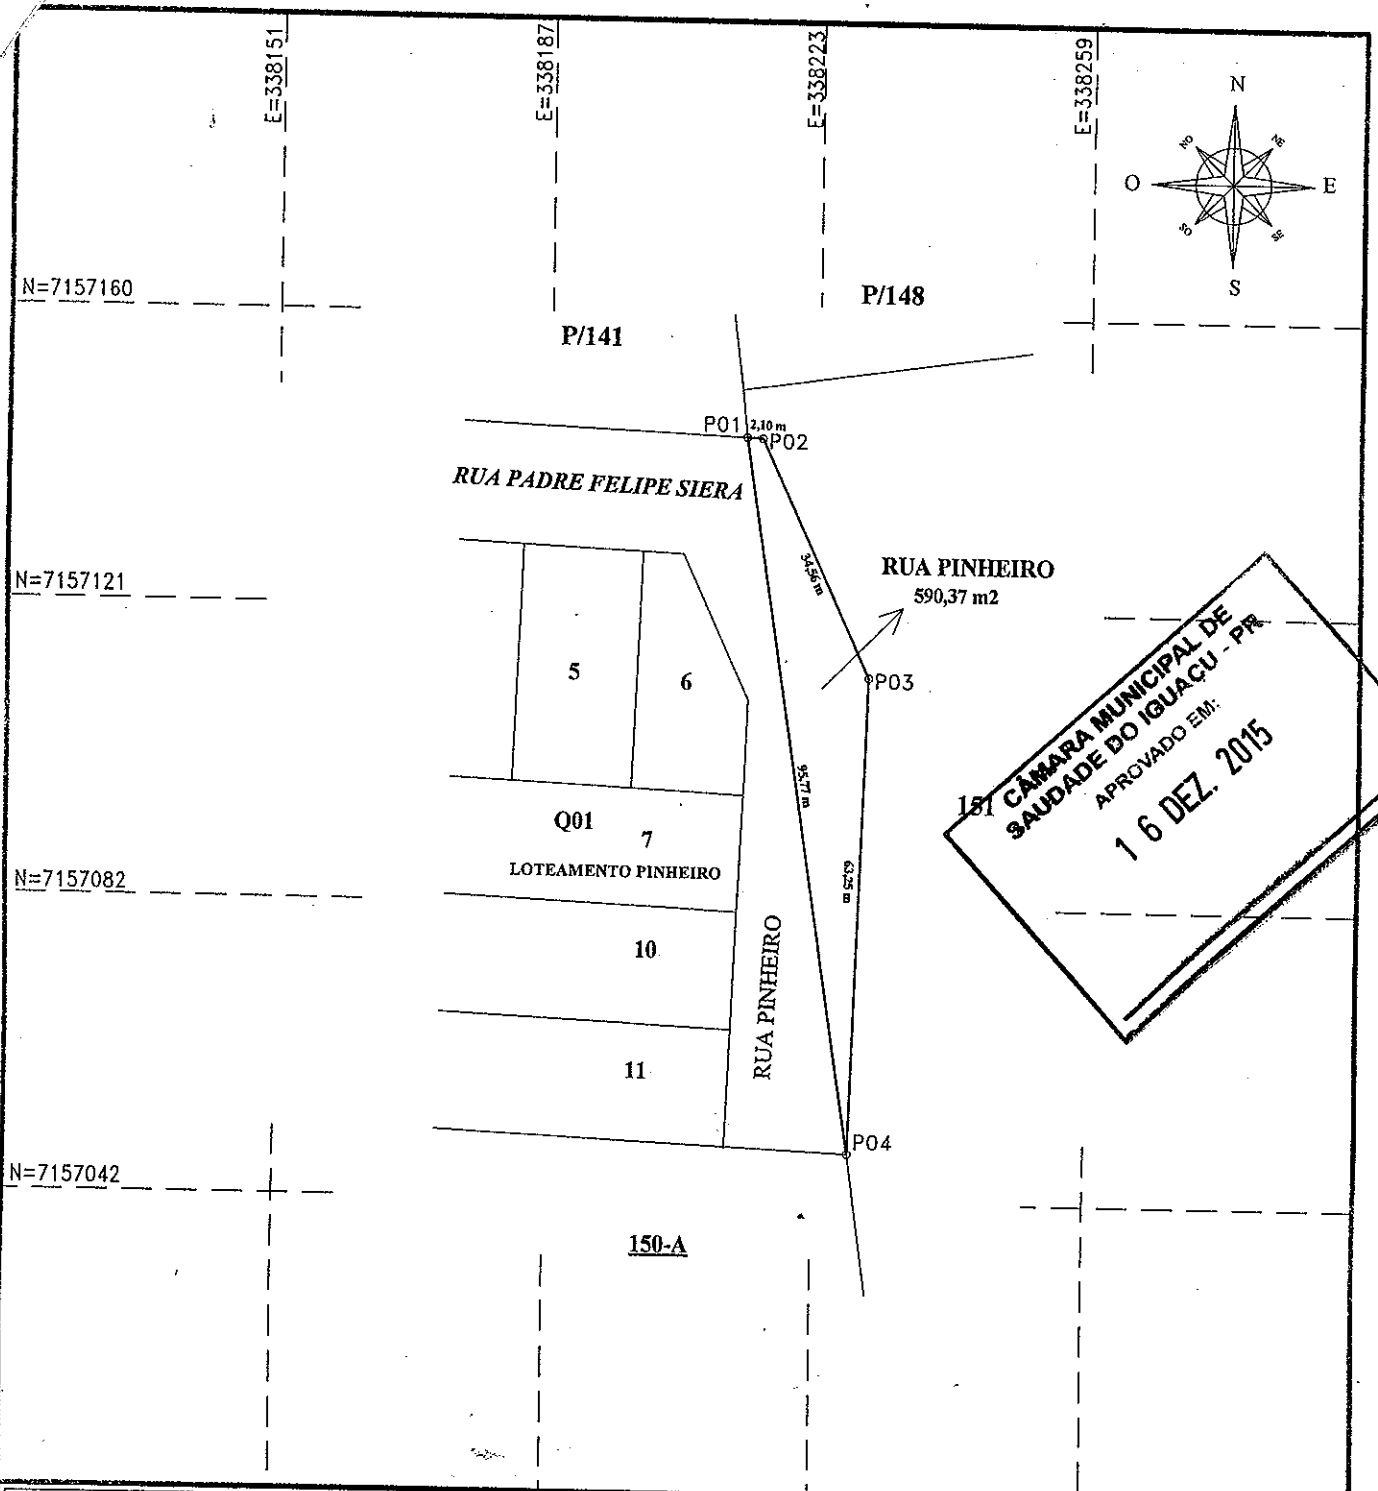 E=338151
E=338187
E=338223
E=338259
N
NO
NE
O
E
SO
SE
S
N=7157160
P/148
P/141
P01
2,10 m
P02
RUA PADRE FELIPE SIERA
34,56 m
RUA PINHEIRO
590,37 m2
N=7157121
5
6
P03
CÂMARA MUNICIPAL DE
SAUDADE DO IGUAÇU - PR
APROVADO EM:
16 DEZ. 2015
151
95,77 m
Q01
7
LOTEAMENTO PINHEIRO
63,25 m
N=7157082
10
RUA PINHEIRO
11
P04
N=7157042
150-A